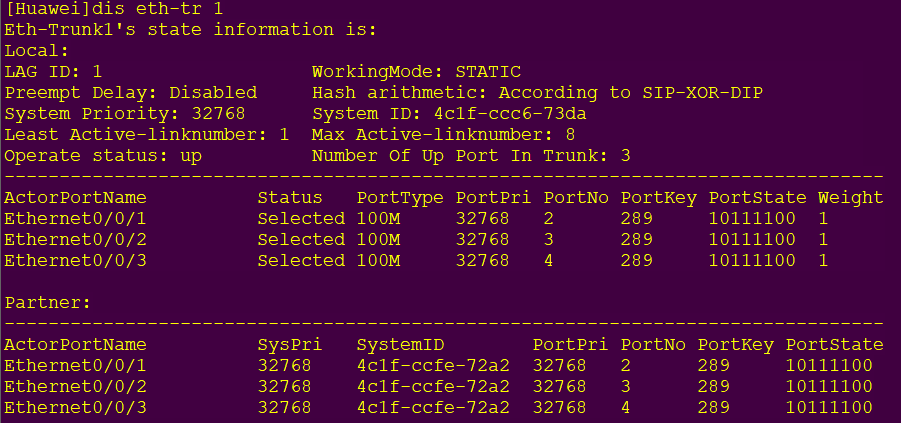 [Huawei]dis eth-tr 1
Eth-Trunk1's state information is:
Local:
LAG ID: 1                   WorkingMode: STATIC
Preempt Delay: Disabled     Hash arithmetic: According to SIP-XOR-DIP
System Priority: 32768      System ID: 4c1f-ccc6-73da
Least Active-linknumber: 1  Max Active-linknumber: 8
Operate status: up          Number Of Up Port In Trunk: 3
--------------------------------------------------------------------------------
ActorPortName          Status   PortType PortPri PortNo PortKey PortState Weight
Ethernet0/0/1          Selected 100M     32768   2      289     10111100  1
Ethernet0/0/2          Selected 100M     32768   3      289     10111100  1
Ethernet0/0/3          Selected 100M     32768   4      289     10111100  1

Partner:
--------------------------------------------------------------------------------
ActorPortName          SysPri   SystemID        PortPri PortNo PortKey PortState
Ethernet0/0/1          32768    4c1f-ccfe-72a2  32768   2      289     10111100
Ethernet0/0/2          32768    4c1f-ccfe-72a2  32768   3      289     10111100
Ethernet0/0/3          32768    4c1f-ccfe-72a2  32768   4      289     10111100